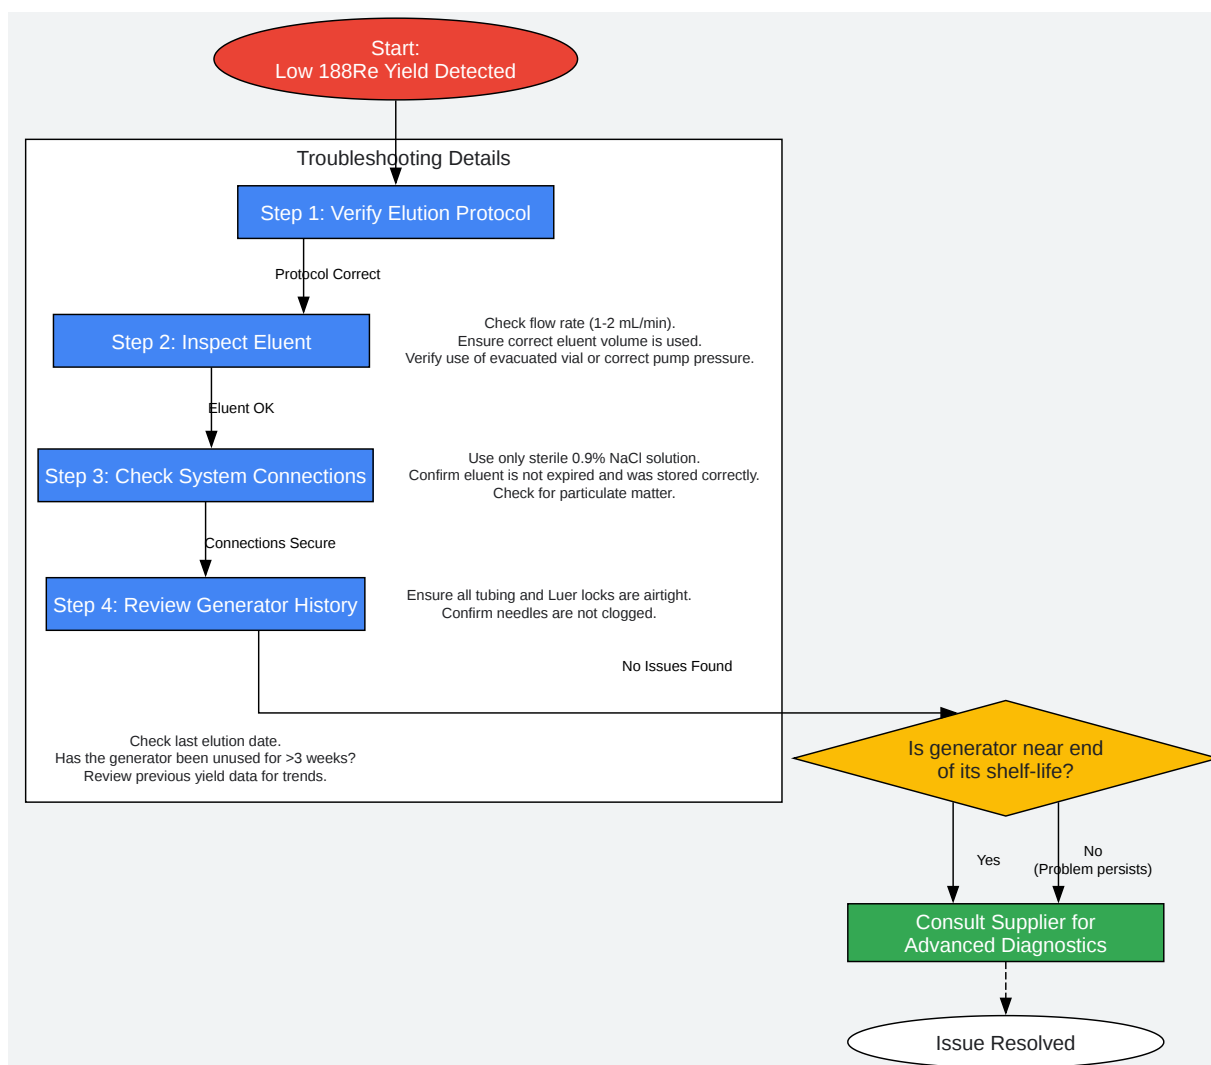 Start:
Low 188Re Yield Detected
Troubleshooting Details
Step 1: Verify Elution Protocol
Protocol Correct
Step 2: Inspect Eluent
Check flow rate (1-2 mL/min).
Ensure correct eluent volume is used.
Verify use of evacuated vial or correct pump pressure.
Eluent OK
Step 3: Check System Connections
Use only sterile 0.9% NaCl solution.
Confirm eluent is not expired and was stored correctly.
Check for particulate matter.
Connections Secure
Step 4: Review Generator History
Ensure all tubing and Luer locks are airtight.
Confirm needles are not clogged.
No Issues Found
Check last elution date.
Has the generator been unused for >3 weeks?
Review previous yield data for trends.
Is generator near end
of its shelf-life?
Yes
No
(Problem persists)
Consult Supplier for
Advanced Diagnostics
Issue Resolved